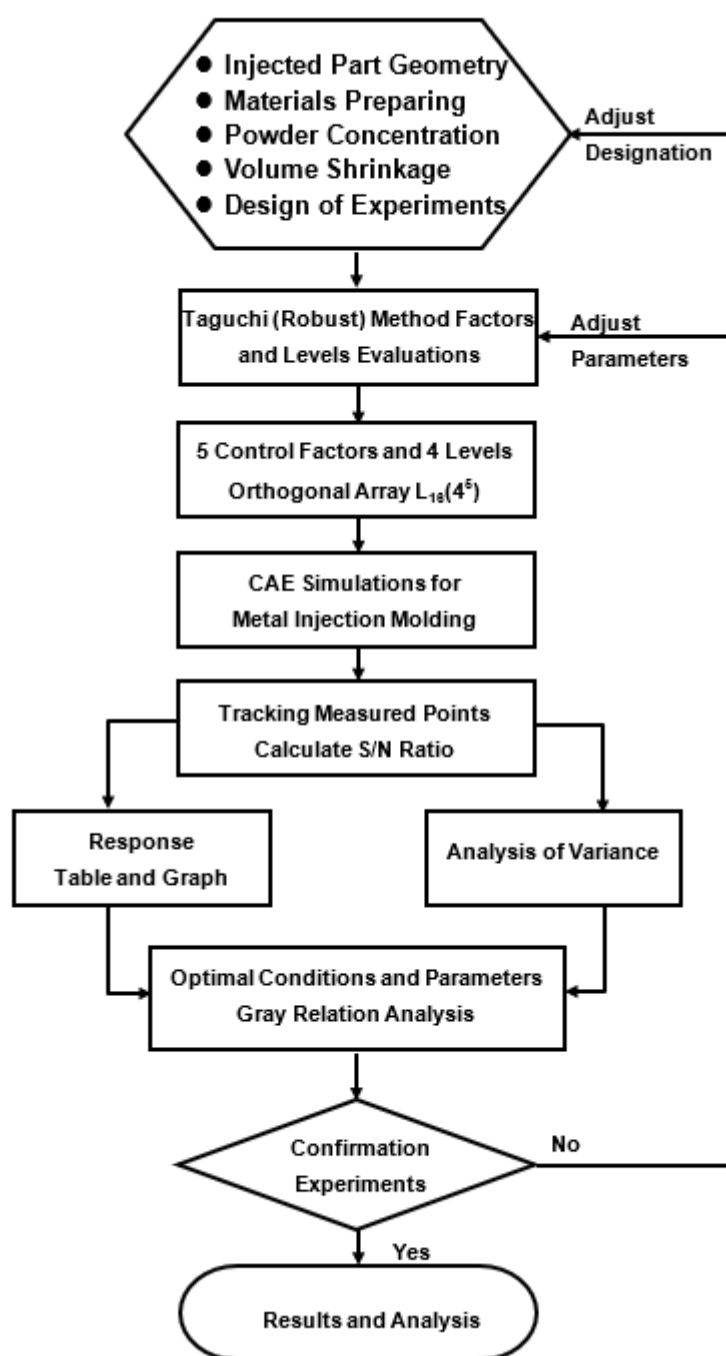 ● Injected Part Geometry
● Materials Preparing
● Powder Concentration
● Volume Shrinkage
● Design of Experiments
Adjust
Designation
Taguchi (Robust) Method Factors
and Levels Evaluations
Adjust
Parameters
5 Control Factors and 4 Levels
Orthogonal Array L₁₆(4⁵)
CAE Simulations for
Metal Injection Molding
Tracking Measured Points
Calculate S/N Ratio
Response
Table and Graph
Analysis of Variance
Optimal Conditions and Parameters
Gray Relation Analysis
Confirmation
Experiments
No
Yes
Results and Analysis